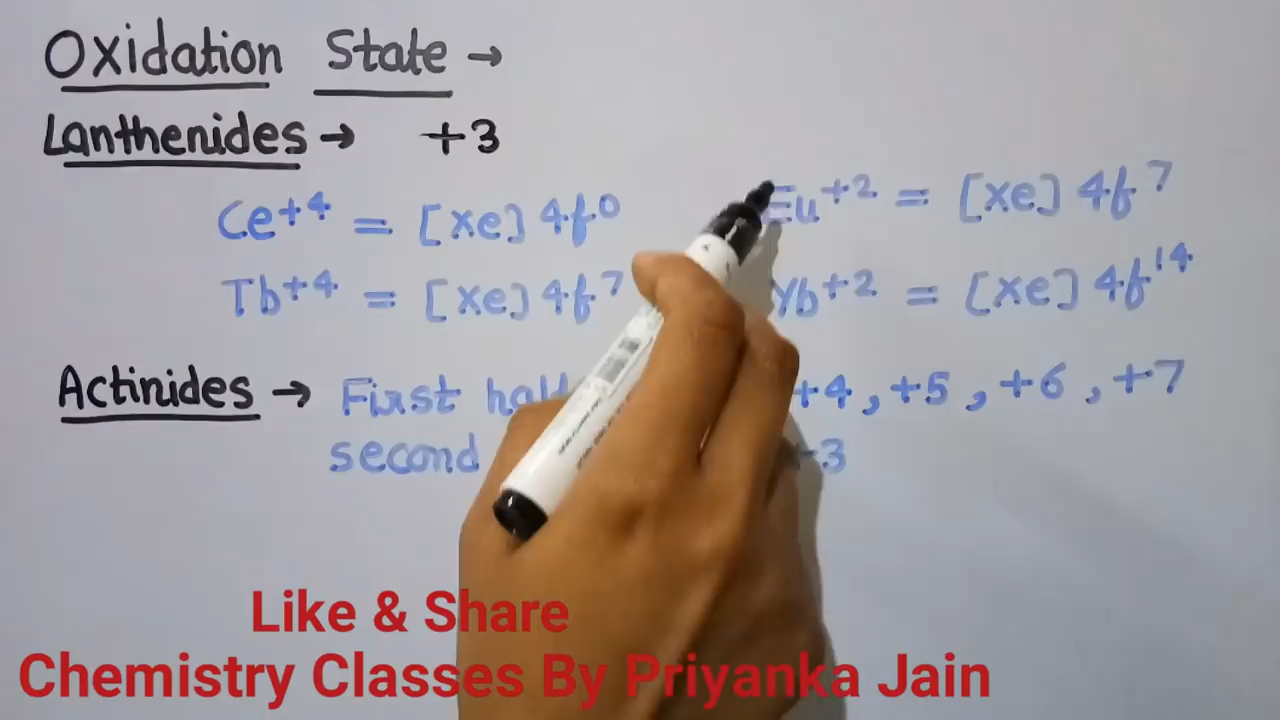 Oxidation State →
Lanthenides → +3
Ce+4 = [Xe] 4f0 Eu+2 = [Xe] 4f7
Tb+4 = [Xe] 4f7 Yb+2 = [Xe] 4f14
Actinides → First +4, +5, +6, +7
second +3
Like & Share
Chemistry Classes By Priyanka Jain